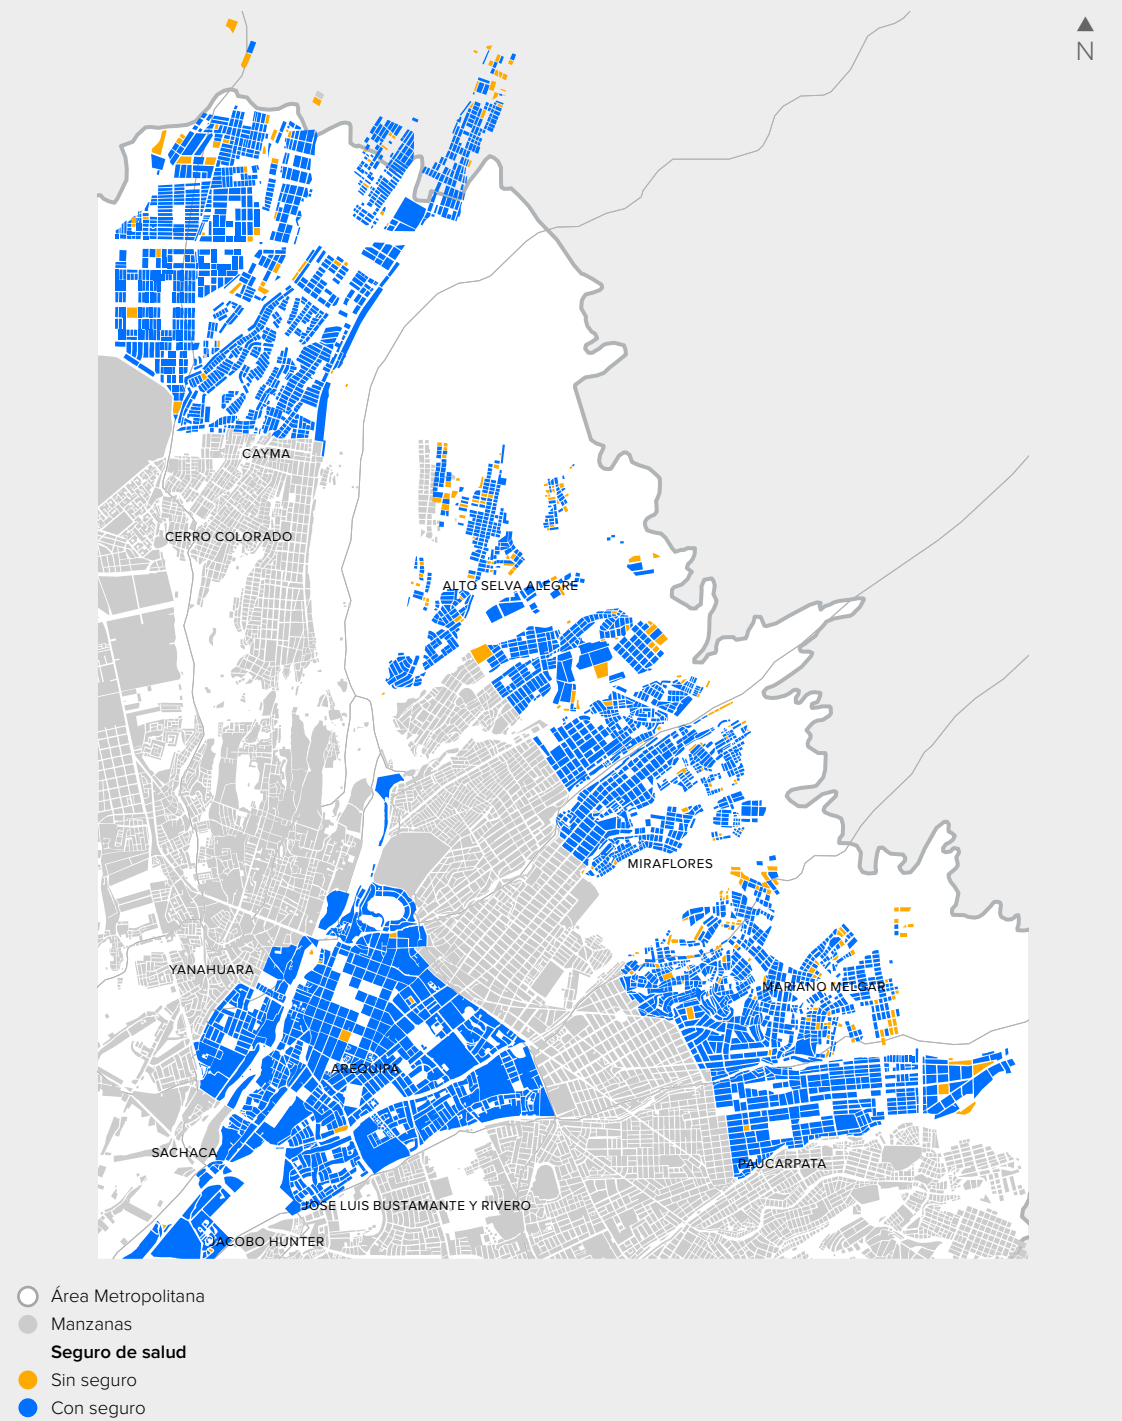 N
CAYMA
CERRO COLORADO
ALTO SELVA ALEGRE
MIRAFLORES
YANAHUARA
MARIANO MELGAR
AREQUIPA
SACHACA
PAUCARPATA
JOSE LUIS BUSTAMANTE Y RIVERO
JACOBO HUNTER
Área Metropolitana
Manzanas
Seguro de salud
Sin seguro
Con seguro